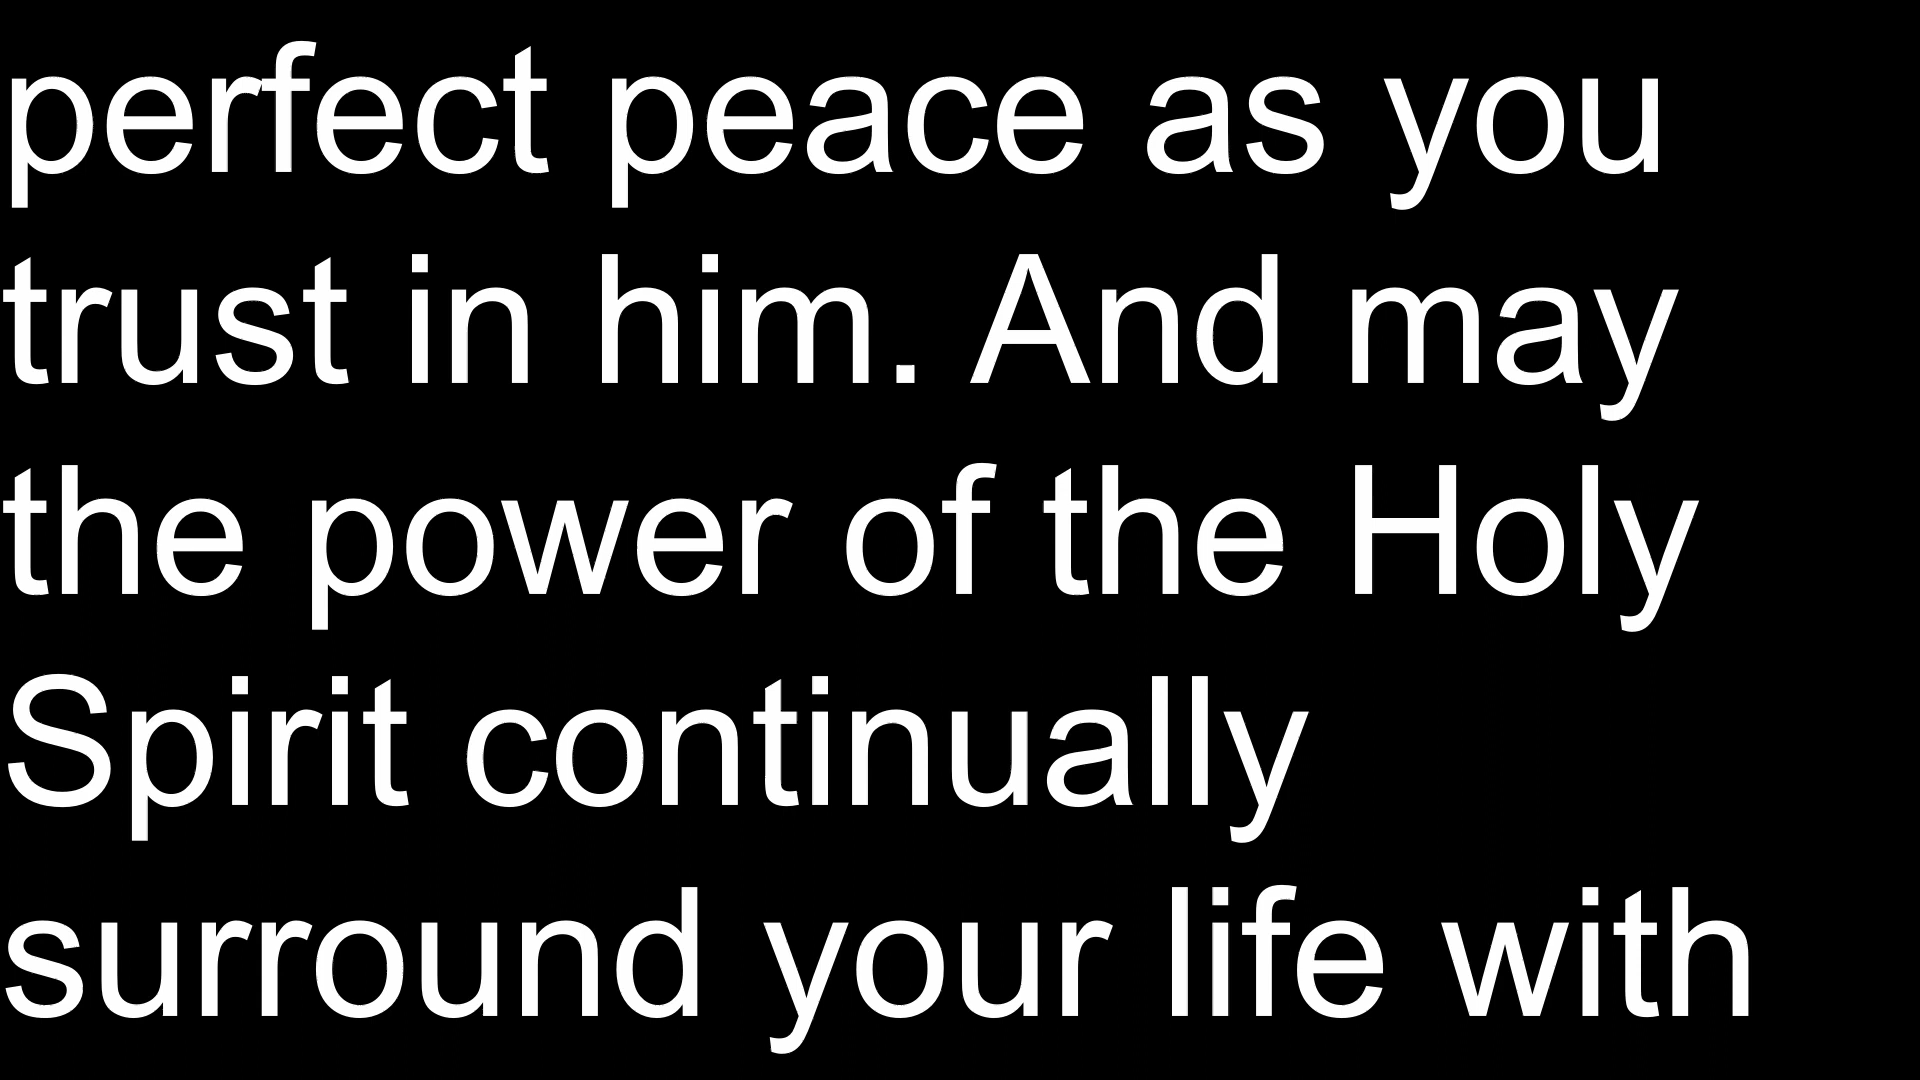 perfect peace as you
trust in him. And may
the power of the Holy
Spirit continually
surround your life with